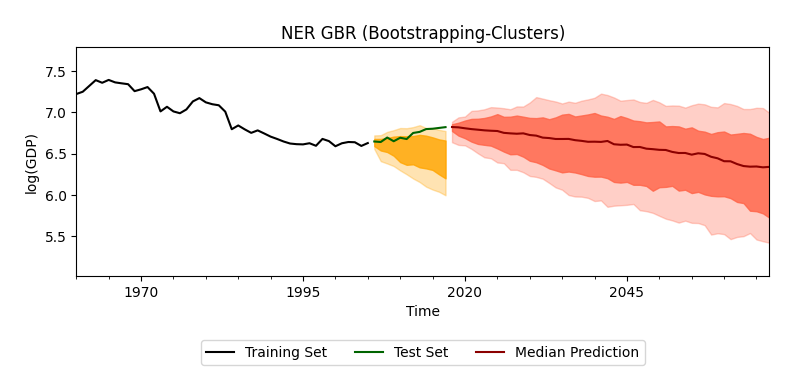 NER GBR (Bootstrapping-Clusters)
log(GDP)
7.5
7.0
6.5
6.0
5.5
1970 1995 2020 2045
Time
Training Set Test Set Median Prediction